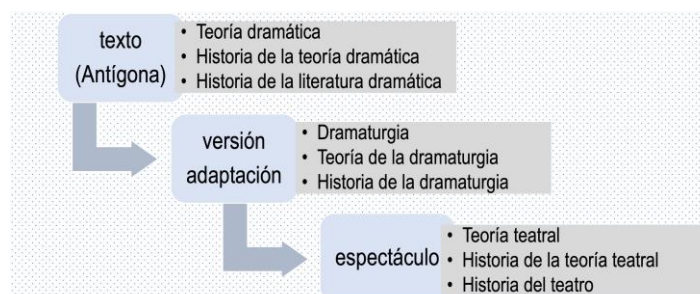 texto
(Antígona)
• Teoría dramática
• Historia de la teoría dramática
• Historia de la literatura dramática
versión
adaptación
• Dramaturgia
• Teoría de la dramaturgia
• Historia de la dramaturgia
espectáculo
• Teoría teatral
• Historia de la teoría teatral
• Historia del teatro